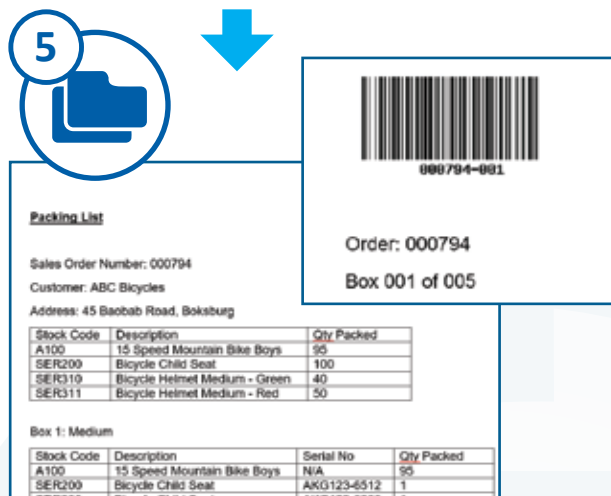 5
000794-001
Order: 000794
Box 001 of 005
Packing List
Sales Order Number: 000794
Customer: ABC Bicycles
Address: 45 Baobab Road, Boksburg
Stock Code Description Qty Packed
A100 15 Speed Mountain Bike Boys 95
SER200 Bicycle Child Seat 100
SER310 Bicycle Helmet Medium - Green 40
SER311 Bicycle Helmet Medium - Red 50
Box 1: Medium
Stock Code Description Serial No Qty Packed
A100 15 Speed Mountain Bike Boys N/A 95
SER200 Bicycle Child Seat AKG123-6512 1